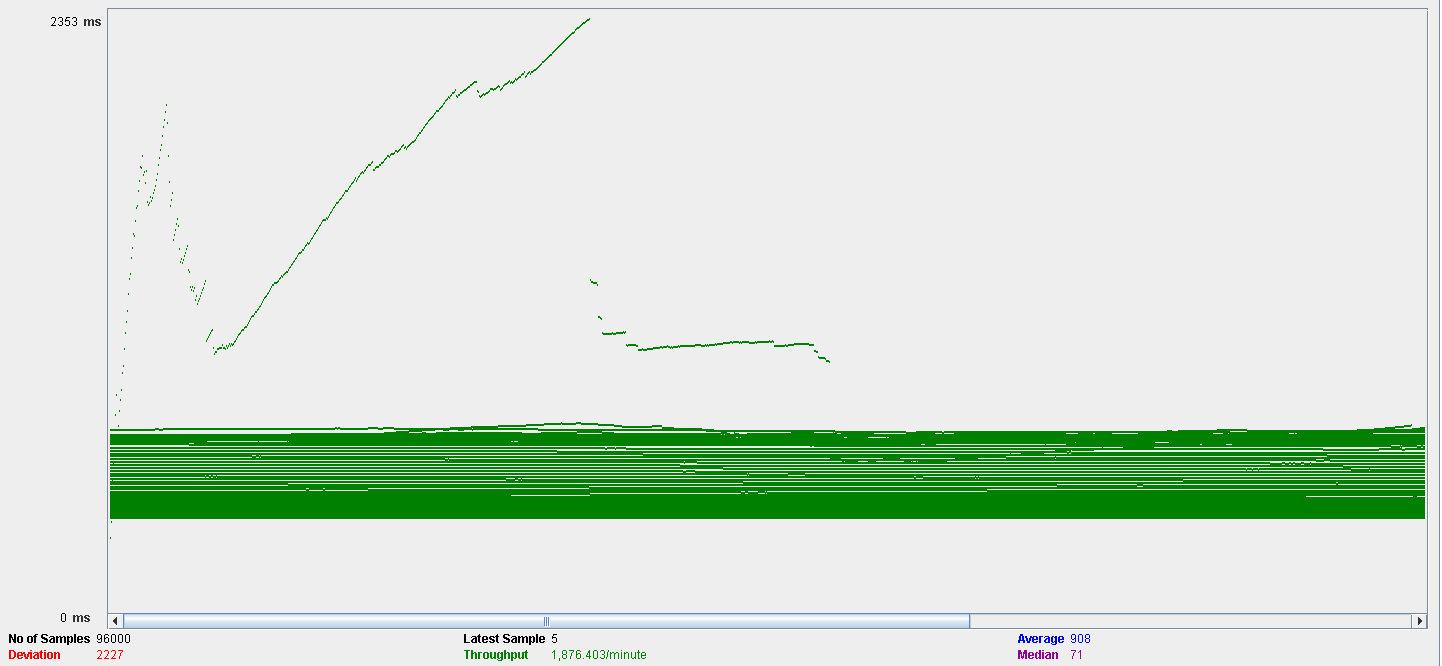 2353 ms
0 ms
No of Samples 96000 Latest Sample 5 Average 908
Deviation 2227 Throughput 1,876.403/minute Median 71